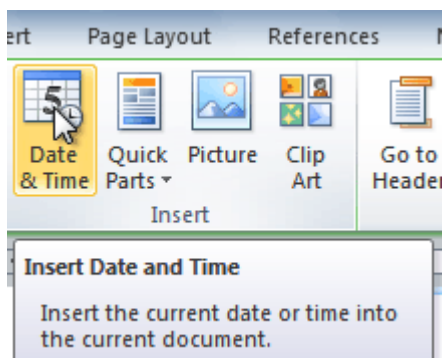 Page Layout References
5
Date Quick Picture Clip Go to
& Time Parts Art Header
Insert
Insert Date and Time
Insert the current date or time into
the current document.